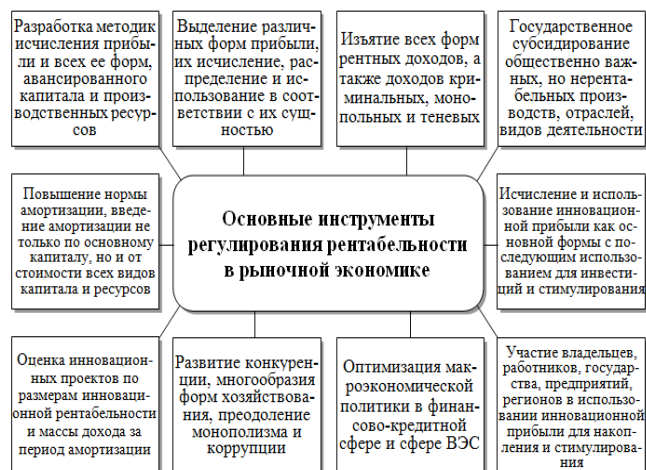 Разработка методик
исчисления прибы-
ли и всех ее форм,
авансированного
капитала и произ-
водственных ресур-
сов
Выделение различ-
ных форм прибыли,
их исчисление, рас-
пределение и ис-
пользование в соот-
ветствии с их сущ-
ностью
Изъятие всех форм
рентных доходов, а
также доходов кри-
минальных, моно-
польных и теневых
Государственное
субсидирование
общественно важ-
ных, но нерента-
бельных произ-
водств, отраслей,
видов деятельности
Повышение нормы
амортизации, введе-
ние амортизации не
только по основному
капиталу, но и от
стоимости всех видов
капитала и ресурсов
Основные инструменты
регулирования рентабельности
в рыночной экономике
Исчисление и исполь-
зование инновацион-
ной прибыли как ос-
новной формы с по-
следующим использо-
ванием для инвести-
ций и стимулирования
Оценка инновацион-
ных проектов по
размерам инноваци-
онной рентабельности
и массы дохода за
период амортизации
Развитие конкурен-
ции, многообразия
форм хозяйствова-
ния, преодоление
монополизма и
коррупции
Оптимизация мак-
роэкономической
политики в финан-
сово-кредитной
сфере и сфере ВЭС
Участие владельцев,
работников, государ-
ства, предприятий,
регионов в использо-
вании инновационной
прибыли для накоп-
ления и стимулирова-
ния